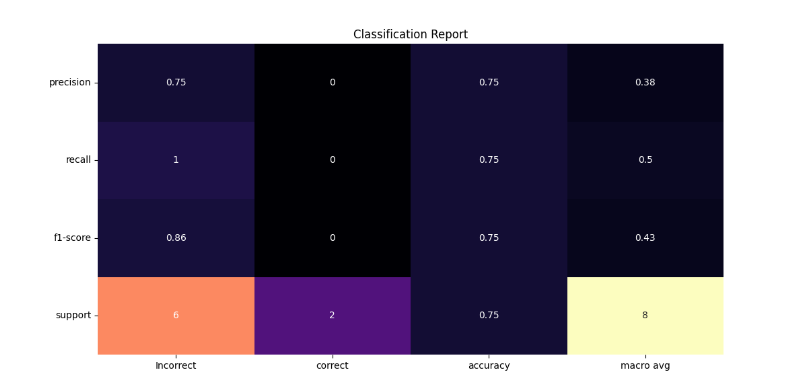 Classification Report
precision 0.75 0 0.75 0.38
recall 1 0 0.75 0.5
f1-score 0.86 0 0.75 0.43
support 6 2 0.75 8
Incorrect correct accuracy macro avg